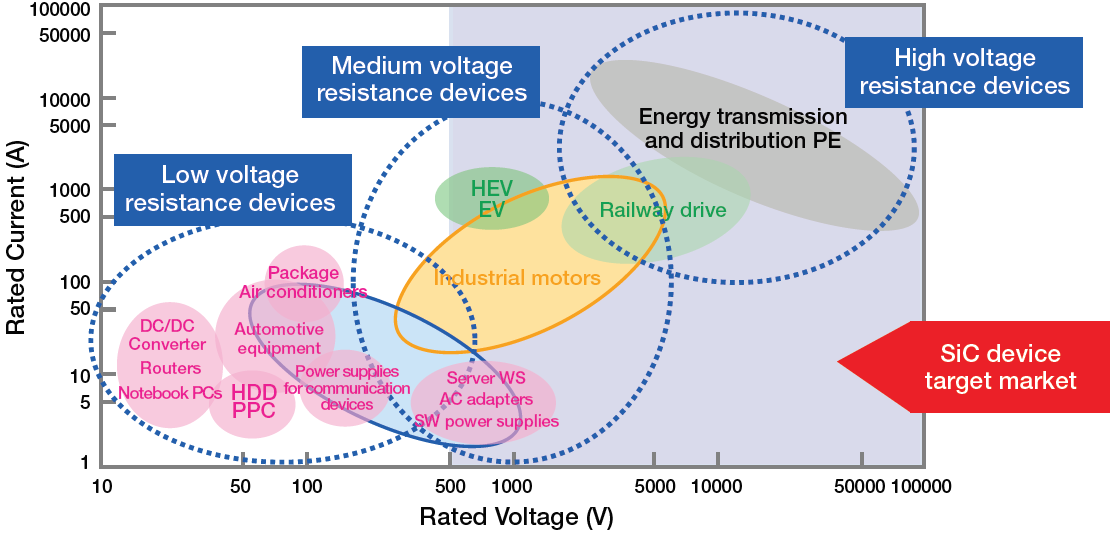 100000
50000
10000
5000
1000
500
100
50
10
5
1
Rated Current (A)
Medium voltage
resistance devices
High voltage
resistance devices
Low voltage
resistance devices
Energy transmission
and distribution PE
HEV
EV
Railway drive
Industrial motors
Package
Air conditioners
DC/DC
Converter
Routers
Notebook PCs
Automotive
equipment
HDD
PPC
Power supplies
for communication
devices
Server WS
AC adapters
SW power supplies
SiC device
target market
10
50
100
500
1000
5000
10000
50000
100000
Rated Voltage (V)